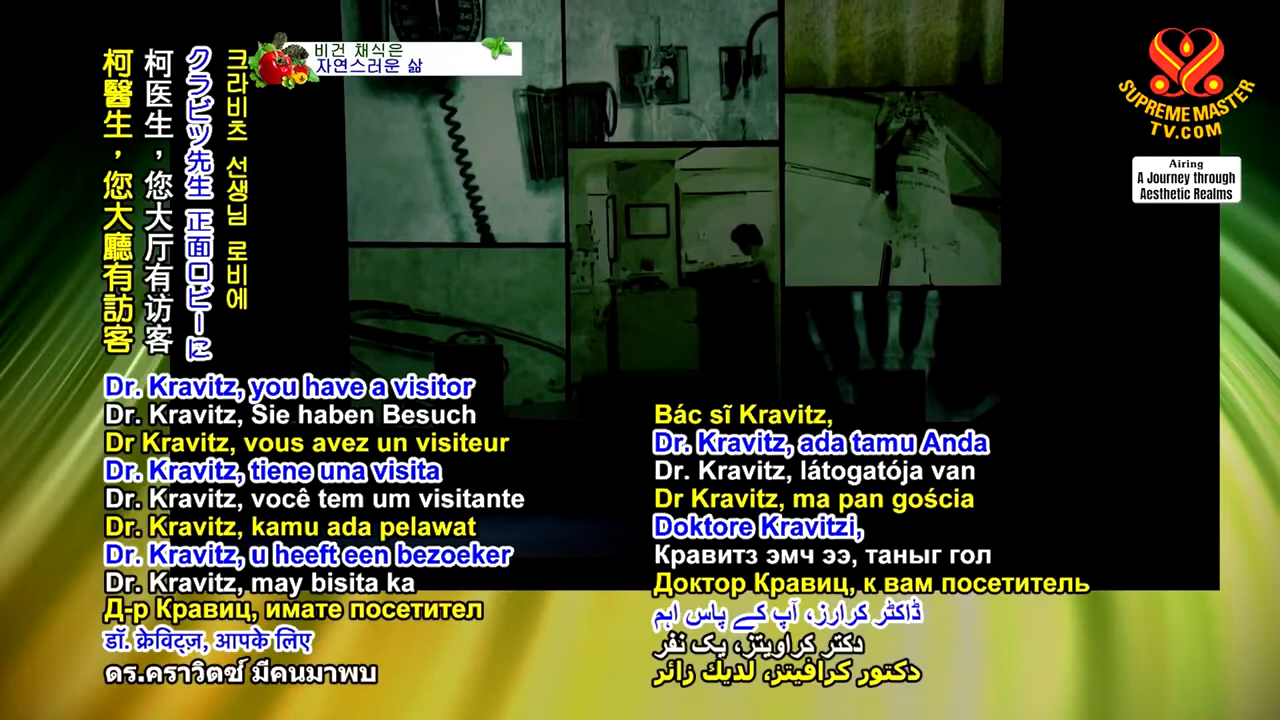 柯醫生，您大廳有訪客
柯医生，您大厅有访客
クラビッツ先生 正面ロビーに
크라비츠 선생님 로비에
비건 채식은
자연스러운 삶
SUPREME MASTER
TV.COM
Airing
A Journey through
Aesthetic Realms
Dr. Kravitz, you have a visitor
Dr. Kravitz, Sie haben Besuch
Dr Kravitz, vous avez un visiteur
Dr. Kravitz, tiene una visita
Dr. Kravitz, você tem um visitante
Dr. Kravitz, kamu ada pelawat
Dr. Kravitz, u heeft een bezoeker
Dr. Kravitz, may bisita ka
Д-р Кравиц, имате посетител
डॉ. क्रेविट्ज़, आपके लिए
ดร.คราวิตซ์ มีคนมาพบ
Bác sĩ Kravitz,
Dr. Kravitz, ada tamu Anda
Dr. Kravitz, látogatója van
Dr Kravitz, ma pan gościa
Doktore Kravitzi,
Кравитз эмч ээ, таныг гол
Доктор Кравиц, к вам посетитель
ڈاکٹر کرارز، آپ کے پاس اہم
دکتر کراویتز، یک نفر
دكتور كرافيتز، لديك زائر